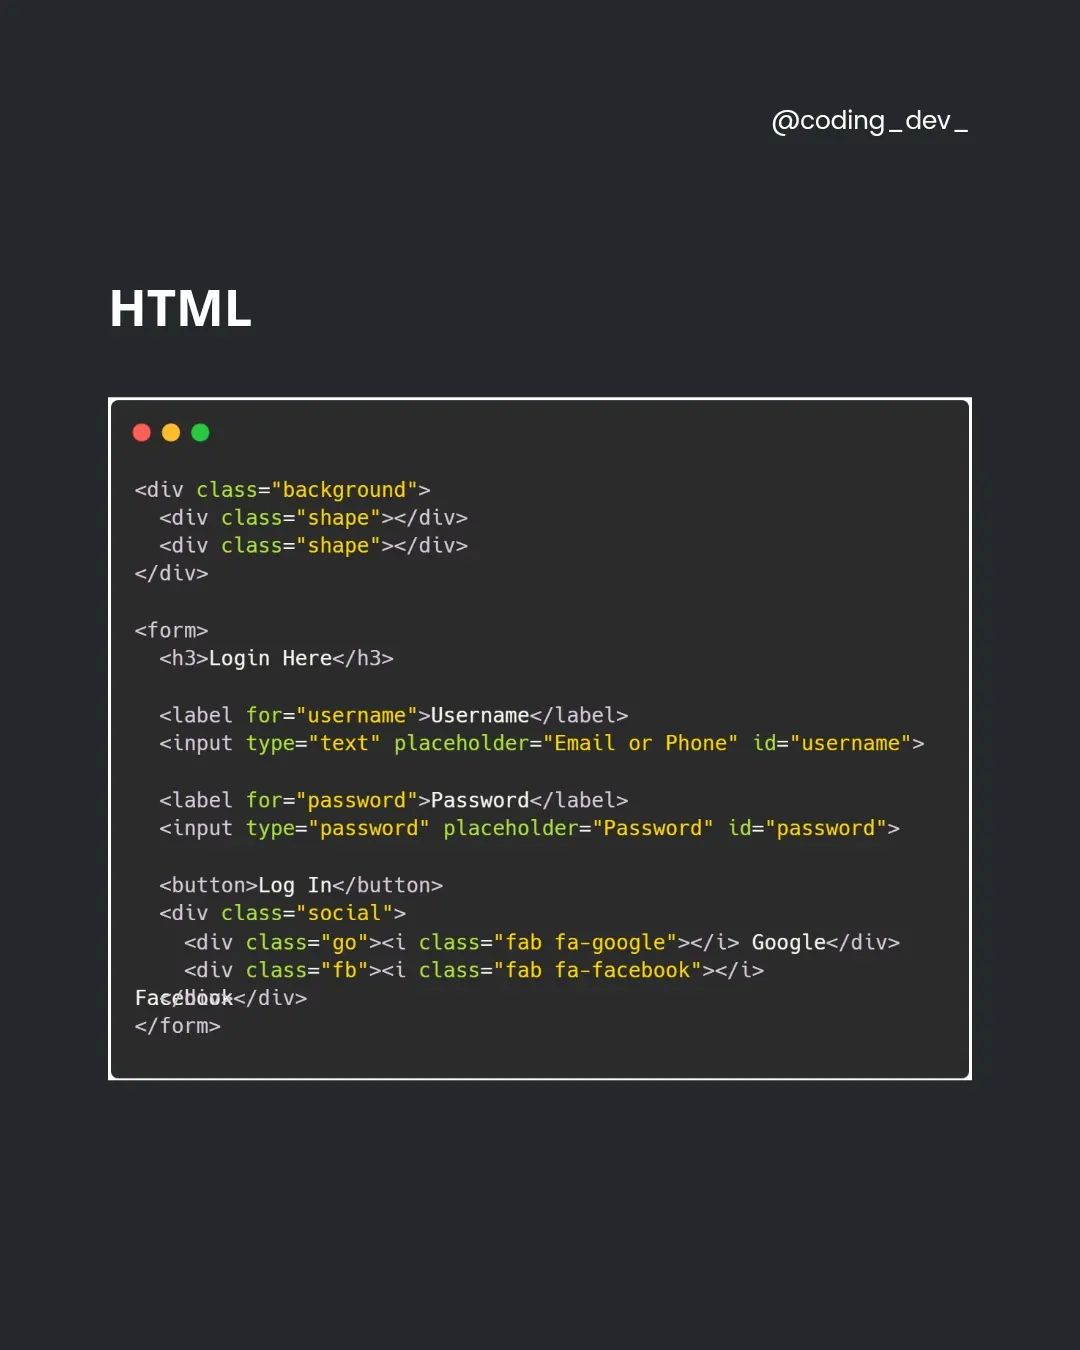 @coding_dev_
HTML
<div class="background">
  <div class="shape"></div>
  <div class="shape"></div>
</div>
<form>
  <h3>Login Here</h3>
  <label for="username">Username</label>
  <input type="text" placeholder="Email or Phone" id="username">
  <label for="password">Password</label>
  <input type="password" placeholder="Password" id="password">
  <button>Log In</button>
  <div class="social">
    <div class="go"><i class="fab fa-google"></i> Google</div>
    <div class="fb"><i class="fab fa-facebook"></i>
Facebook</div>
  </div>
</form>